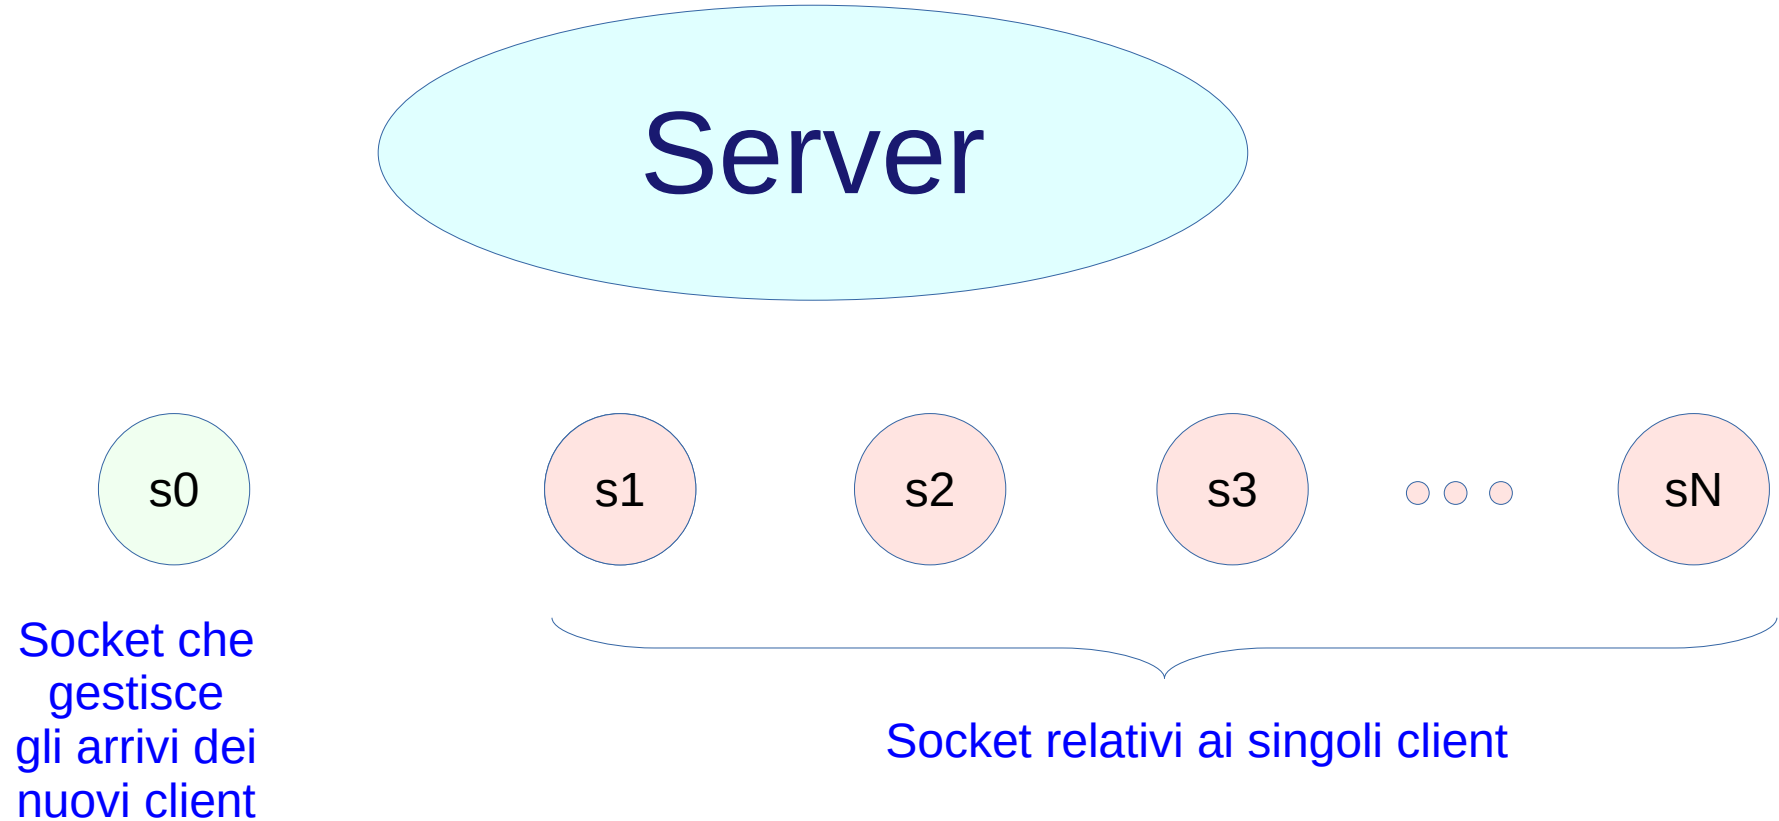 Server
s0
s1
s2
s3
sN
Socket che
gestisce
gli arrivi dei
nuovi client
Socket relativi ai singoli client